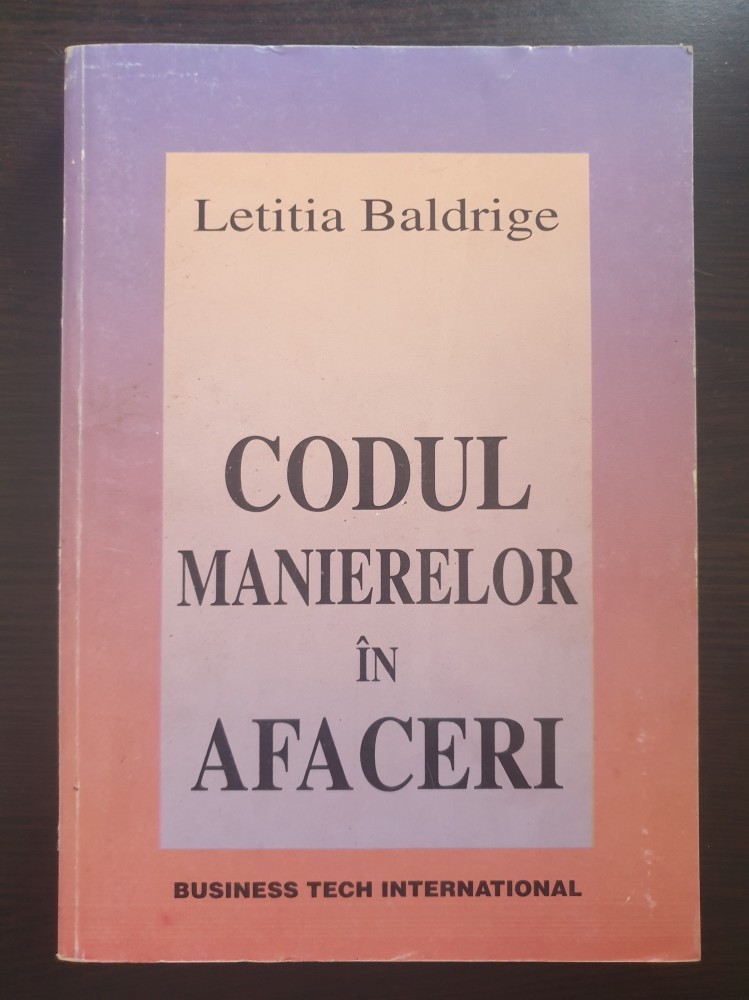 Letitia Baldrige
CODUL
MANIERELOR
ÎN
AFACERI
BUSINESS TECH INTERNATIONAL